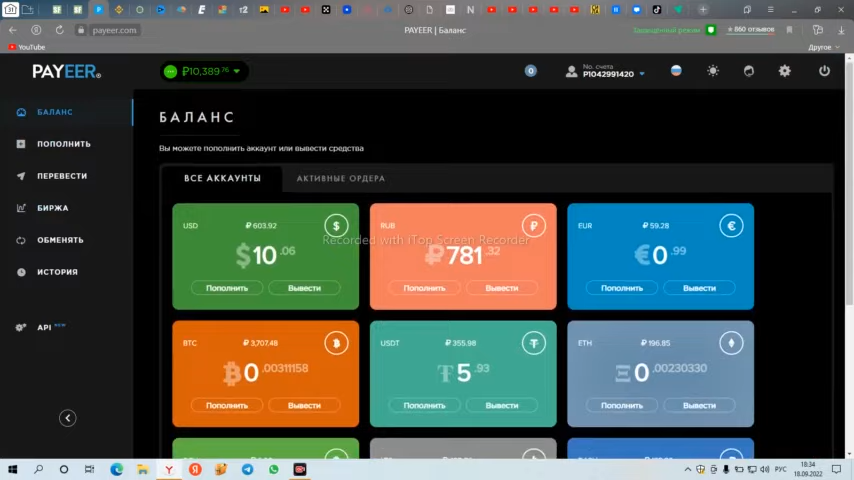 payeer.com
PAYEER | Баланс
Защищенный режим
860 отзывов
YouTube
Другое
PAYEER
₽10,389.76
0
No. счета
P1042991420
БАЛАНС
ПОПОЛНИТЬ
ПЕРЕВЕСТИ
БИРЖА
ОБМЕНЯТЬ
ИСТОРИЯ
API NEW
БАЛАНС
Вы можете пополнить аккаунт или вывести средства
ВСЕ АККАУНТЫ
АКТИВНЫЕ ОРДЕРА
USD ₽ 603.92
$10.06
Пополнить Вывести
RUB
₽781.32
Пополнить Вывести
EUR ₽ 59.28
€0.99
Пополнить Вывести
Recorded with iTop Screen Recorder
BTC ₽ 3,707.48
0.00311158
Пополнить Вывести
USDT ₽ 355.98
5.93
Пополнить Вывести
ETH ₽ 196.85
0.00230330
Пополнить Вывести
РУС
18:34
18.09.2022